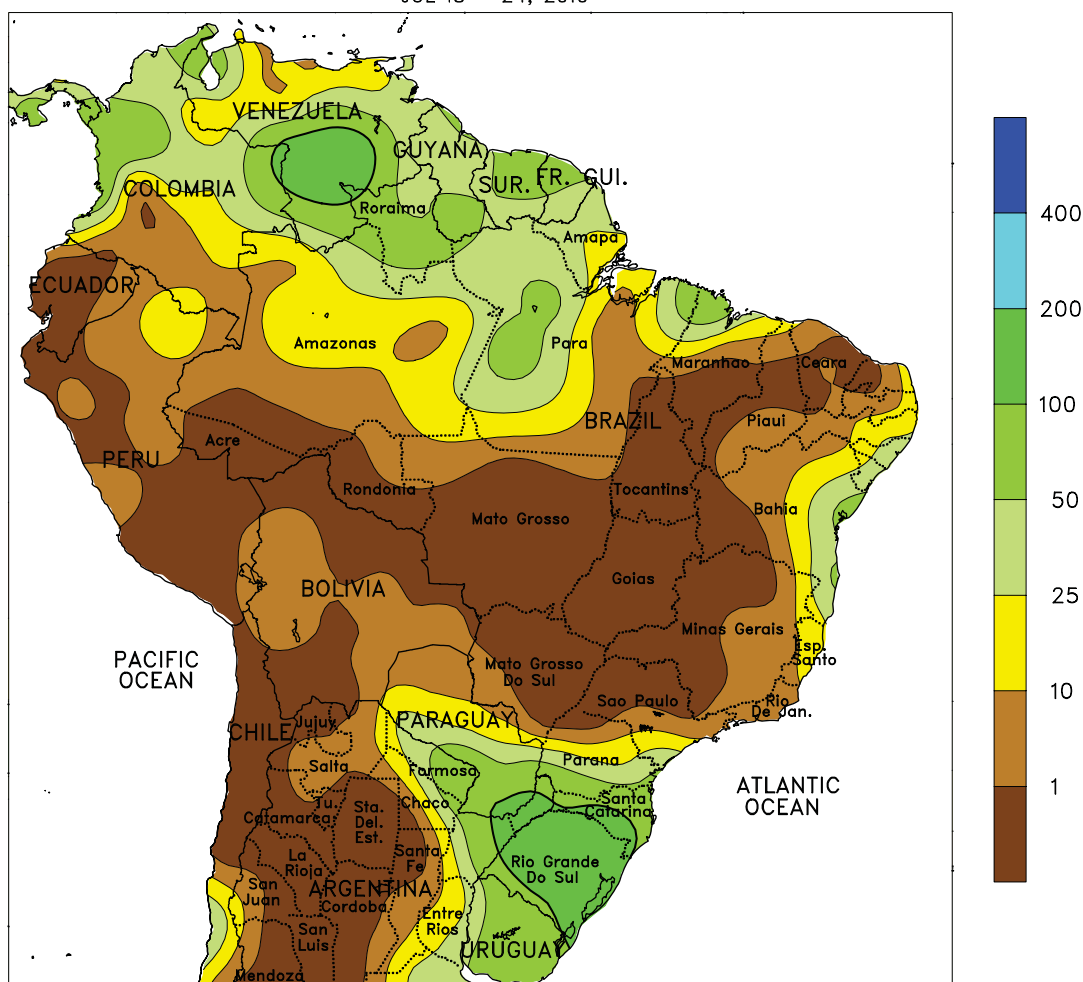 VENEZUELA
GUYANA
COLOMBIA
SUR.
FR. GUI.
Roraima
Amapa
ECUADOR
Amazonas
Para
Maranhao
Ceara
BRAZIL
Piaui
Acre
PERU
Rondonia
Tocantins
Mato Grosso
Bahia
Goias
BOLIVIA
Minas Gerais
Esp.
Santo
PACIFIC
OCEAN
Mato Grosso
Do Sul
Sao Paulo
Rio
De Jan.
CHILE
Jujuy
PARAGUAY
Salta
Formosa
Parana
ATLANTIC
OCEAN
Tu.
Catamarca
Sta.
Del.
Est.
Chaco
Santa
Catarina
La
Rioja
Santa
Fe
Rio Grande
Do Sul
San
Juan
ARGENTINA
Cordoba
Entre
Rios
San
Luis
URUGUAY
Mendoza
400
200
100
50
25
10
1